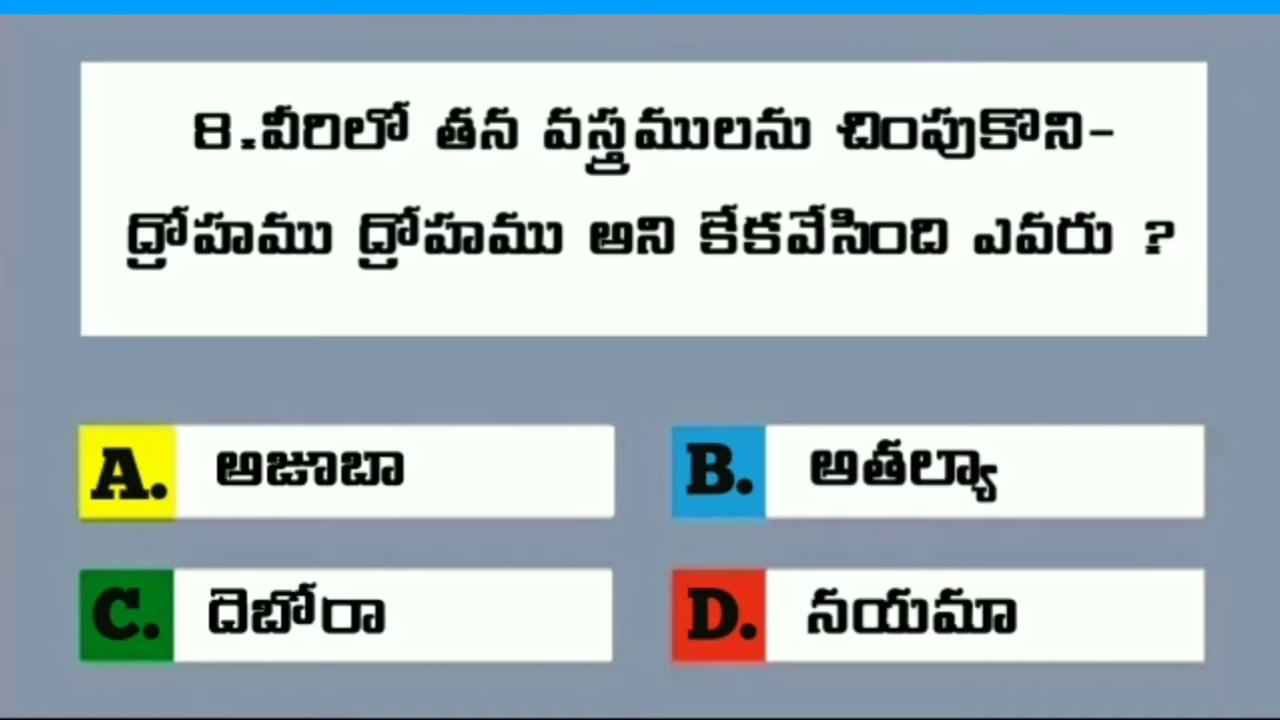 8.వీరిలో తన వస్త్రములను చింపుకొని-
ద్రోహము ద్రోహము అని కేకవేసింది ఎవరు ?
A. అజూబా
B. అతల్యా
C. దెబోరా
D. నయమా